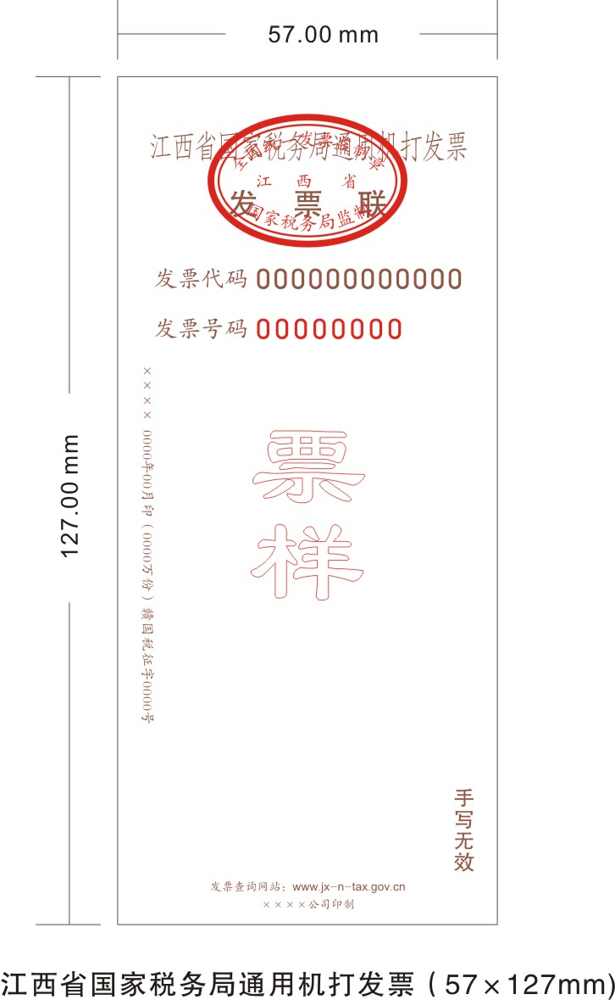 57.00 mm
江西省国家税务局通用机打发票
全国统一发票监制章
江西省
国家税务局监制
发票联
发票代码 000000000000
发票号码 00000000
127.00 mm
×××× 0000年00月印（0000万份）赣国税征字0000号
票
样
手写无效
发票查询网站：www.jx-n-tax.gov.cn
××××公司印制
江西省国家税务局通用机打发票（57×127mm）